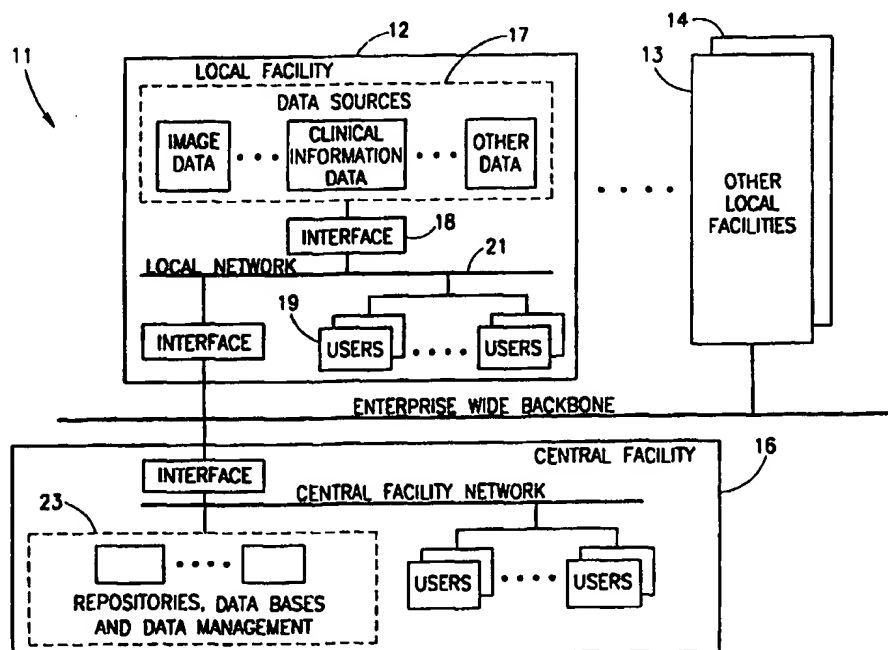 11
12
17
14
13
LOCAL FACILITY
DATA SOURCES
IMAGE
DATA
CLINICAL
INFORMATION
DATA
OTHER
DATA
OTHER
LOCAL
FACILITIES
INTERFACE
18
LOCAL NETWORK
21
19
INTERFACE
USERS
USERS
ENTERPRISE WIDE BACKBONE
INTERFACE
CENTRAL FACILITY
16
23
CENTRAL FACILITY NETWORK
USERS
USERS
REPOSITORIES, DATA BASES
AND DATA MANAGEMENT